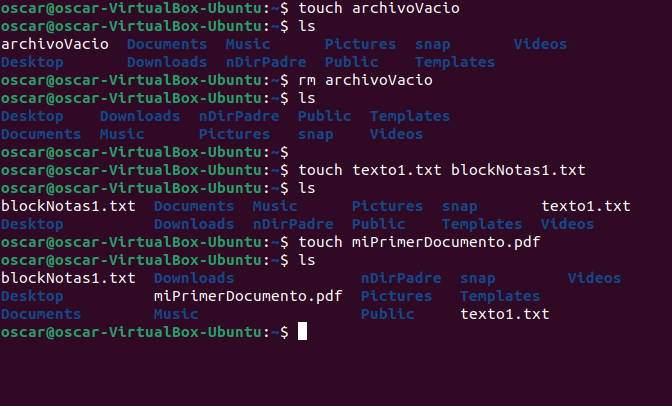 oscar@oscar-VirtualBox-Ubuntu:~$ touch archivoVacio
oscar@oscar-VirtualBox-Ubuntu:~$ ls
archivoVacio  Documents  Music      Pictures  snap       Videos
Desktop       Downloads  nDirPadre  Public    Templates
oscar@oscar-VirtualBox-Ubuntu:~$ rm archivoVacio
oscar@oscar-VirtualBox-Ubuntu:~$ ls
Desktop    Downloads  nDirPadre  Public  Templates
Documents  Music      Pictures   snap    Videos
oscar@oscar-VirtualBox-Ubuntu:~$
oscar@oscar-VirtualBox-Ubuntu:~$ touch texto1.txt blockNotas1.txt
oscar@oscar-VirtualBox-Ubuntu:~$ ls
blockNotas1.txt  Documents  Music      Pictures  snap       texto1.txt
Desktop          Downloads  nDirPadre  Public    Templates  Videos
oscar@oscar-VirtualBox-Ubuntu:~$ touch miPrimerDocumento.pdf
oscar@oscar-VirtualBox-Ubuntu:~$ ls
blockNotas1.txt  Downloads              nDirPadre  snap        Videos
Desktop          miPrimerDocumento.pdf  Pictures   Templates
Documents        Music                  Public     texto1.txt
oscar@oscar-VirtualBox-Ubuntu:~$